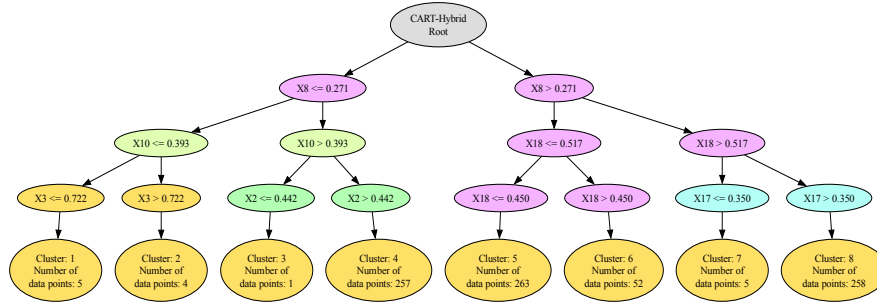 CART-Hybrid
Root
X8 <= 0.271
X8 > 0.271
X10 <= 0.393
X10 > 0.393
X18 <= 0.517
X18 > 0.517
X3 <= 0.722
X3 > 0.722
X2 <= 0.442
X2 > 0.442
X18 <= 0.450
X18 > 0.450
X17 <= 0.350
X17 > 0.350
Cluster: 1
Number of
data points: 5
Cluster: 2
Number of
data points: 4
Cluster: 3
Number of
data points: 1
Cluster: 4
Number of
data points: 257
Cluster: 5
Number of
data points: 263
Cluster: 6
Number of
data points: 52
Cluster: 7
Number of
data points: 5
Cluster: 8
Number of
data points: 258